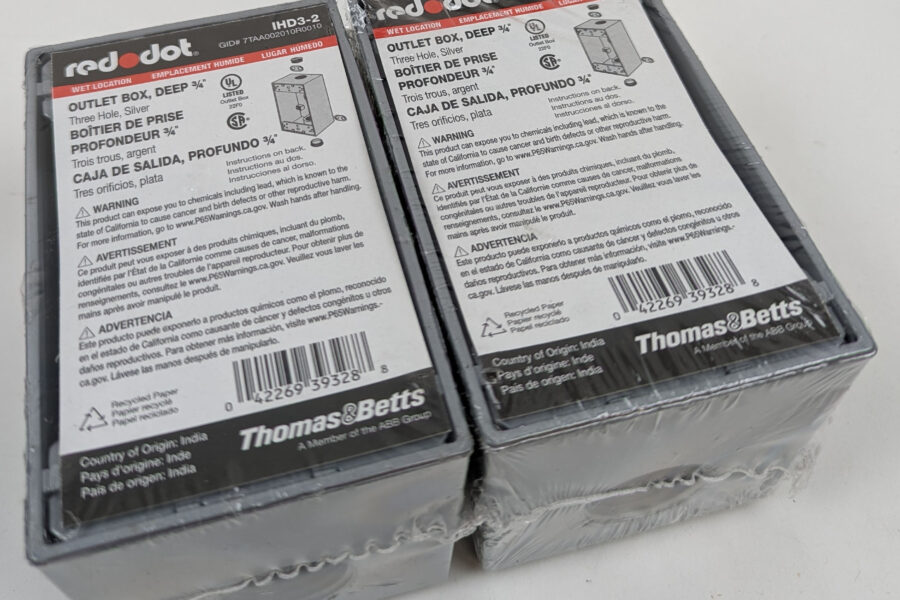 red dot
IHD3-2
GID# 7TAA002010R0010
WET LOCATION EMPLACEMENT HUMIDE LUGAR HÚMEDO
OUTLET BOX, DEEP ¾"
Three Hole, Silver
BOÎTIER DE PRISE
PROFONDEUR ¾"
Trois trous, argent
CAJA DE SALIDA, PROFUNDO ¾"
Tres orificios, plata
UL
LISTED
Outlet Box
22F0
Instructions on back.
Instructions au dos.
Instrucciones al dorso.
WARNING
This product can expose you to chemicals including lead, which is known to the
state of California to cause cancer and birth defects or other reproductive harm.
For more information, go to www.P65Warnings.ca.gov. Wash hands after handling.
AVERTISSEMENT
Ce produit peut vous exposer à des produits chimiques, incluant du plomb,
identifiés par l'État de la Californie comme causes de cancer, malformations
congénitales ou autres troubles de l'appareil reproducteur. Pour obtenir plus de
renseignements, consultez le www.P65Warnings.ca.gov. Veuillez vous laver les
mains après avoir manipulé le produit.
ADVERTENCIA
Este producto puede exponerlo a productos químicos como el plomo, reconocido
en el estado de California como causante de cáncer y defectos congénitos u otros
daños reproductivos. Para obtener más información, visite www.P65Warnings.-
ca.gov. Lávese las manos después de manipularlo.
Recycled Paper
Papier recyclé
Papel reciclado
0 42269 39328 8
Country of Origin: India
Pays d'origine: Inde
País de origen: India
Thomas&Betts
A Member of the ABB Group
red dot
WET LOCATION EMPLACEMENT HUMIDE LUGAR HÚMEDO
OUTLET BOX, DEEP ¾"
Three Hole, Silver
BOÎTIER DE PRISE
PROFONDEUR ¾"
Trois trous, argent
CAJA DE SALIDA, PROFUNDO ¾"
Tres orificios, plata
UL
LISTED
Outlet Box
22F0
Instructions on back.
Instructions au dos.
Instrucciones al dorso.
WARNING
This product can expose you to chemicals including lead, which is known to the
state of California to cause cancer and birth defects or other reproductive harm.
For more information, go to www.P65Warnings.ca.gov. Wash hands after handling.
AVERTISSEMENT
Ce produit peut vous exposer à des produits chimiques, incluant du plomb,
identifiés par l'État de la Californie comme causes de cancer, malformations
congénitales ou autres troubles de l'appareil reproducteur. Pour obtenir plus de
renseignements, consultez le www.P65Warnings.ca.gov. Veuillez vous laver les
mains après avoir manipulé le produit.
ADVERTENCIA
Este producto puede exponerlo a productos químicos como el plomo, reconocido
en el estado de California como causante de cáncer y defectos congénitos u otros
daños reproductivos. Para obtener más información, visite www.P65Warnings.-
ca.gov. Lávese las manos después de manipularlo.
Recycled Paper
Papier recyclé
Papel reciclado
0 42269 39328 8
Country of Origin: India
Pays d'origine: Inde
País de origen: India
Thomas&Betts
A Member of the ABB Group